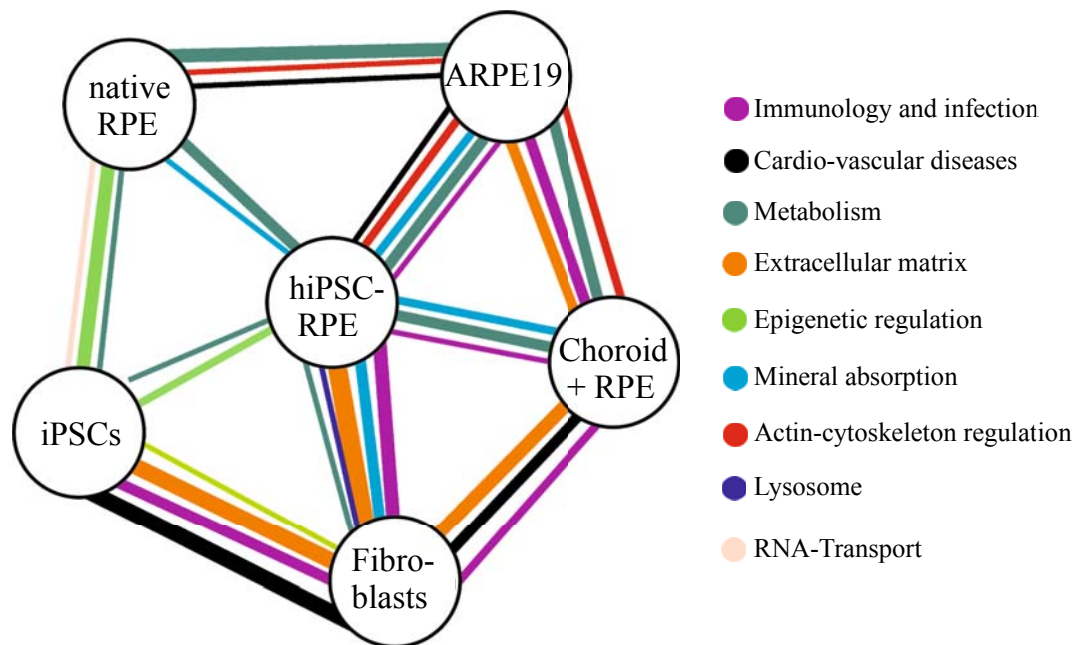 native
RPE
ARPE19
hiPSC-
RPE
Choroid
+ RPE
iPSCs
Fibro-
blasts
Immunology and infection
Cardio-vascular diseases
Metabolism
Extracellular matrix
Epigenetic regulation
Mineral absorption
Actin-cytoskeleton regulation
Lysosome
RNA-Transport